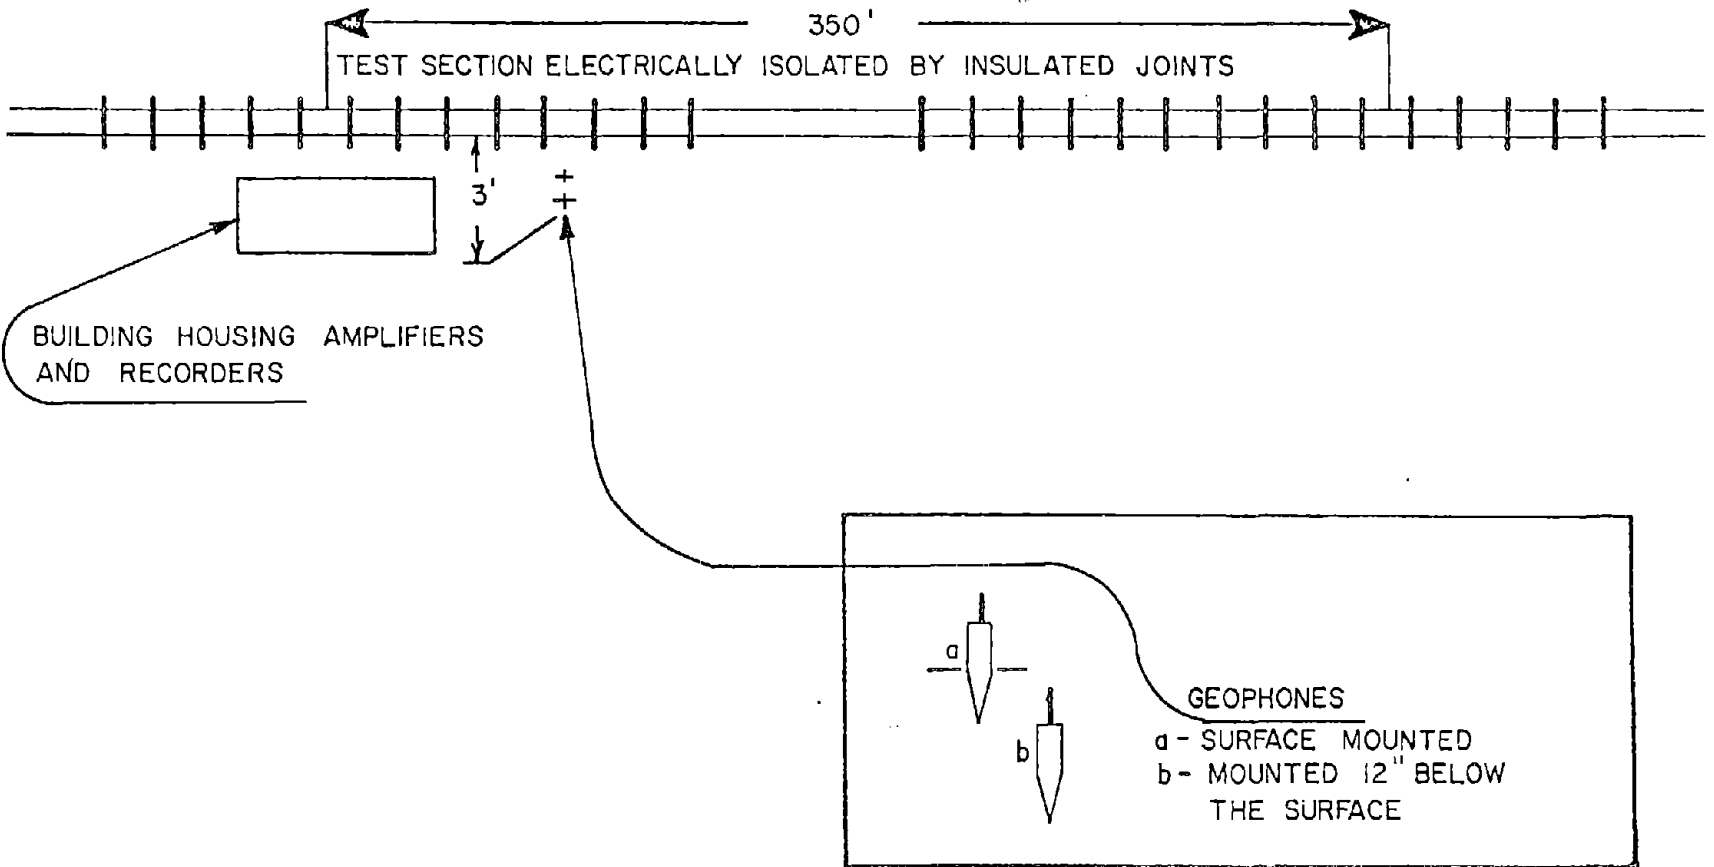 350'
TEST SECTION ELECTRICALLY ISOLATED BY INSULATED JOINTS
3'
BUILDING HOUSING AMPLIFIERS
AND RECORDERS
a
b
GEOPHONES
a - SURFACE MOUNTED
b - MOUNTED 12" BELOW
THE SURFACE